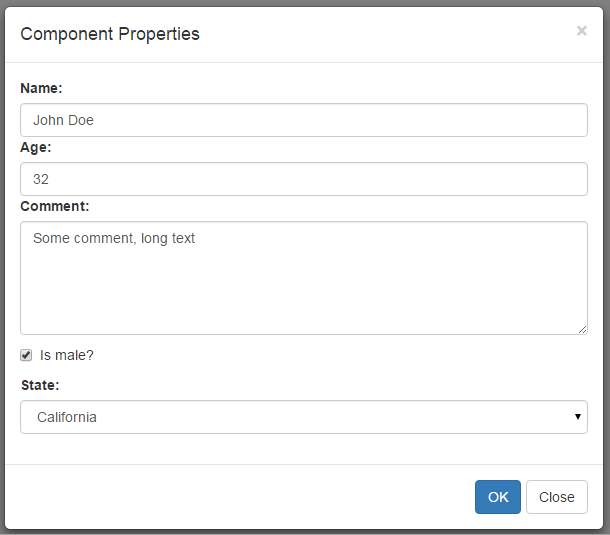 Component Properties ×
Name:
John Doe
Age:
32
Comment:
Some comment, long text
Is male?
State:
California
OK Close